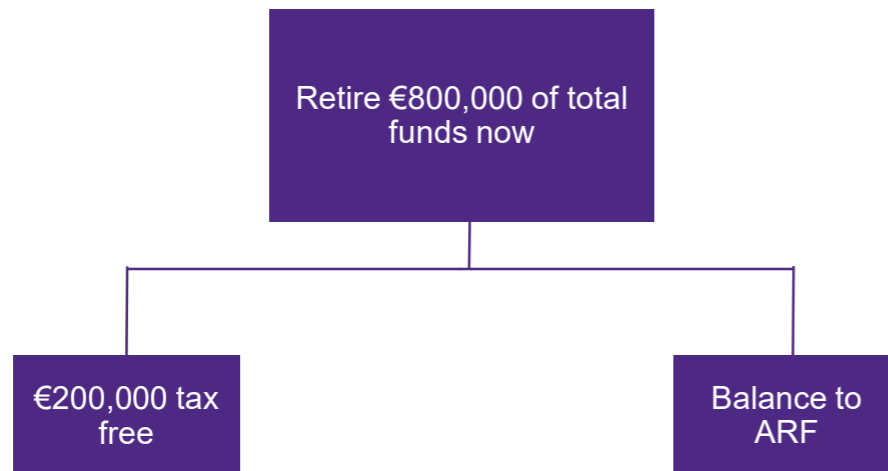 Retire €800,000 of total
funds now
€200,000 tax
free
Balance to
ARF